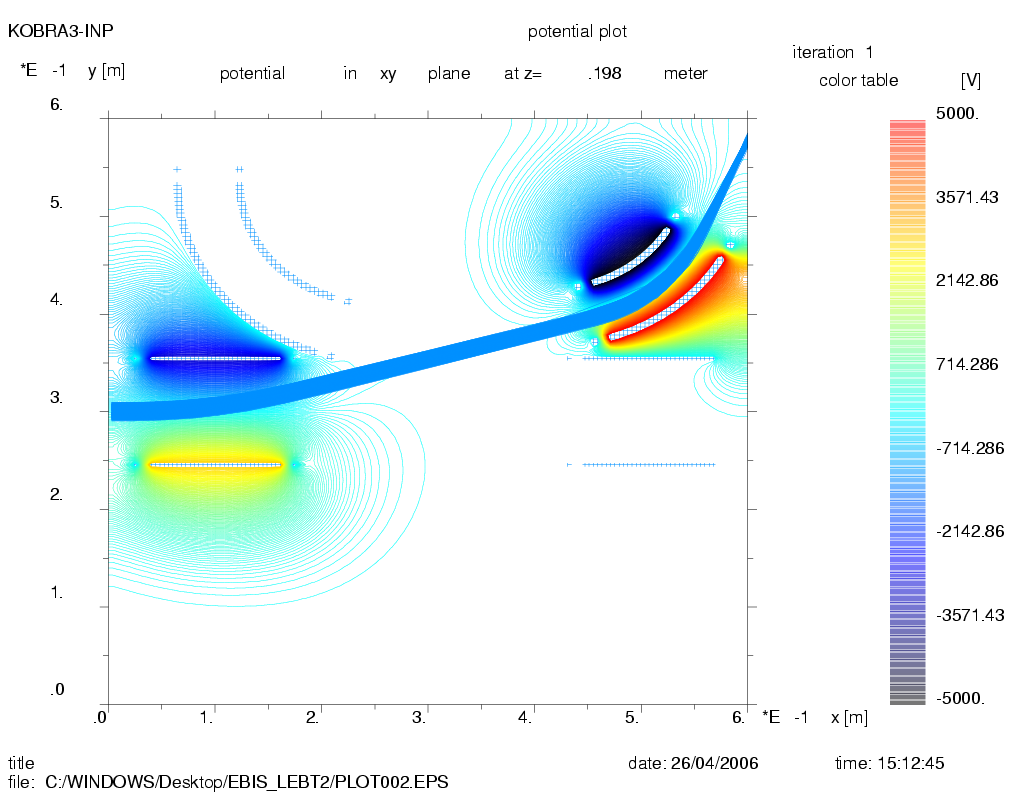 KOBRA3-INP
potential plot
iteration 1
*E -1 y [m]
potential in xy plane at z= .198 meter
color table [V]
6.
5.
4.
3.
2.
1.
.0
5000.
3571.43
2142.86
714.286
-714.286
-2142.86
-3571.43
-5000.
.0 1. 2. 3. 4. 5. 6. *E -1 x [m]
title
date: 26/04/2006 time: 15:12:45
file: C:/WINDOWS/Desktop/EBIS_LEBT2/PLOT002.EPS